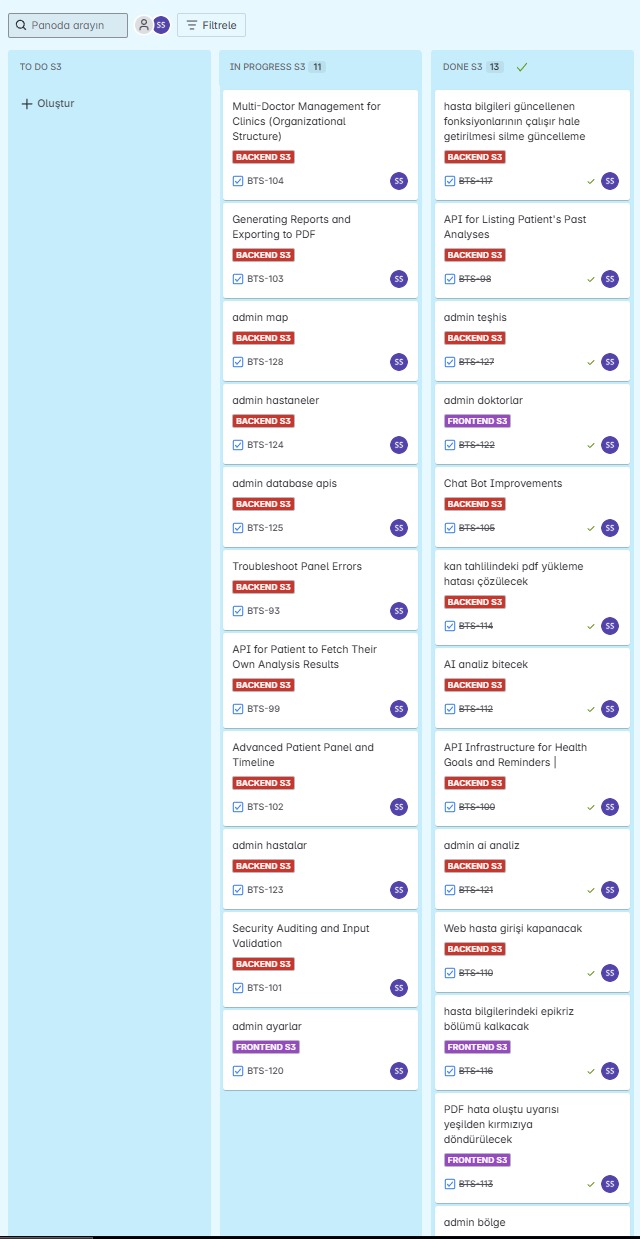 Panoda arayın
SS
Filtrele
TO DO S3
Oluştur
IN PROGRESS S3 11
Multi-Doctor Management for
Clinics (Organizational
Structure)
BACKEND S3
BTS-104
SS
Generating Reports and
Exporting to PDF
BACKEND S3
BTS-103
SS
admin map
BACKEND S3
BTS-128
SS
admin hastaneler
BACKEND S3
BTS-124
SS
admin database apis
BACKEND S3
BTS-125
SS
Troubleshoot Panel Errors
BACKEND S3
BTS-93
SS
API for Patient to Fetch Their
Own Analysis Results
BACKEND S3
BTS-99
SS
Advanced Patient Panel and
Timeline
BACKEND S3
BTS-102
SS
admin hastalar
BACKEND S3
BTS-123
SS
Security Auditing and Input
Validation
BACKEND S3
BTS-101
SS
admin ayarlar
FRONTEND S3
BTS-120
SS
DONE S3 13
hasta bilgileri güncellenen
fonksiyonlarının çalışır hale
getirilmesi silme güncelleme
BACKEND S3
BTS-117
SS
API for Listing Patient's Past
Analyses
BACKEND S3
BTS-98
SS
admin teşhis
BACKEND S3
BTS-127
SS
admin doktorlar
FRONTEND S3
BTS-122
SS
Chat Bot Improvements
BACKEND S3
BTS-105
SS
kan tahlilindeki pdf yükleme
hatası çözülecek
BACKEND S3
BTS-114
SS
AI analiz bitecek
BACKEND S3
BTS-112
SS
API Infrastructure for Health
Goals and Reminders |
BACKEND S3
BTS-100
SS
admin ai analiz
BACKEND S3
BTS-121
SS
Web hasta girişi kapanacak
BACKEND S3
BTS-110
SS
hasta bilgilerindeki epikriz
bölümü kalkacak
FRONTEND S3
BTS-116
SS
PDF hata oluştu uyarısı
yeşilden kırmızıya
döndürülecek
FRONTEND S3
BTS-113
SS
admin bölge